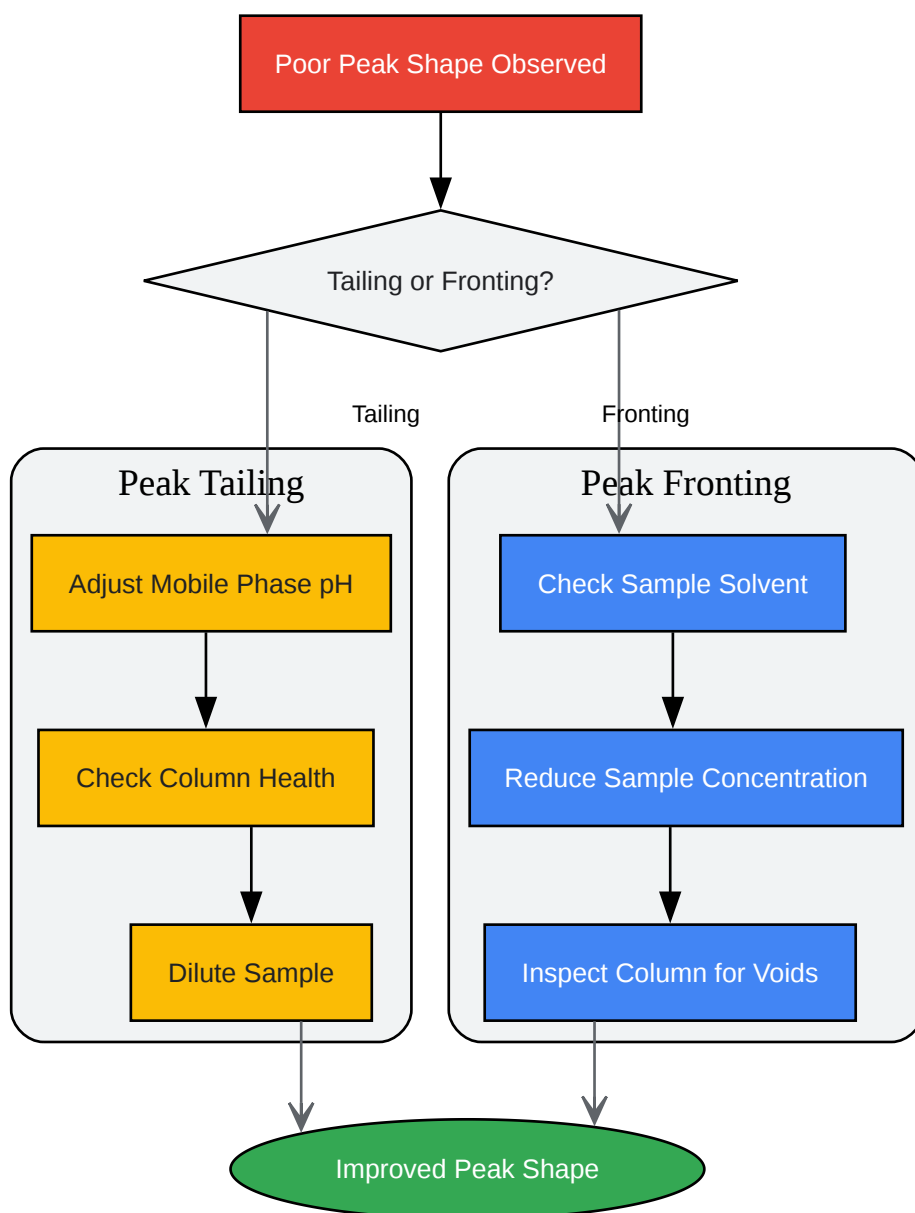 Poor Peak Shape Observed
Tailing or Fronting?
Tailing
Fronting
Peak Tailing
Peak Fronting
Adjust Mobile Phase pH
Check Sample Solvent
Check Column Health
Reduce Sample Concentration
Dilute Sample
Inspect Column for Voids
Improved Peak Shape